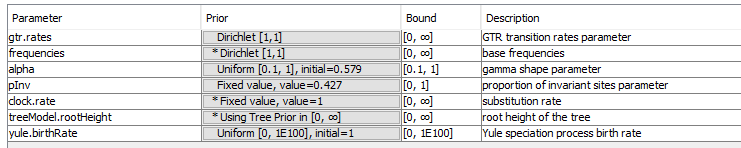 Parameter Prior Bound Description
gtr.rates Dirichlet [1,1] [0, ∞] GTR transition rates parameter
frequencies * Dirichlet [1,1] [0, ∞] base frequencies
alpha Uniform [0.1, 1], initial=0.579 [0.1, 1] gamma shape parameter
pInv Fixed value, value=0.427 [0, 1] proportion of invariant sites parameter
clock.rate * Fixed value, value=1 [0, ∞] substitution rate
treeModel.rootHeight * Using Tree Prior in [0, ∞] [0, ∞] root height of the tree
yule.birthRate Uniform [0, 1E100], initial=1 [0, 1E100] Yule speciation process birth rate